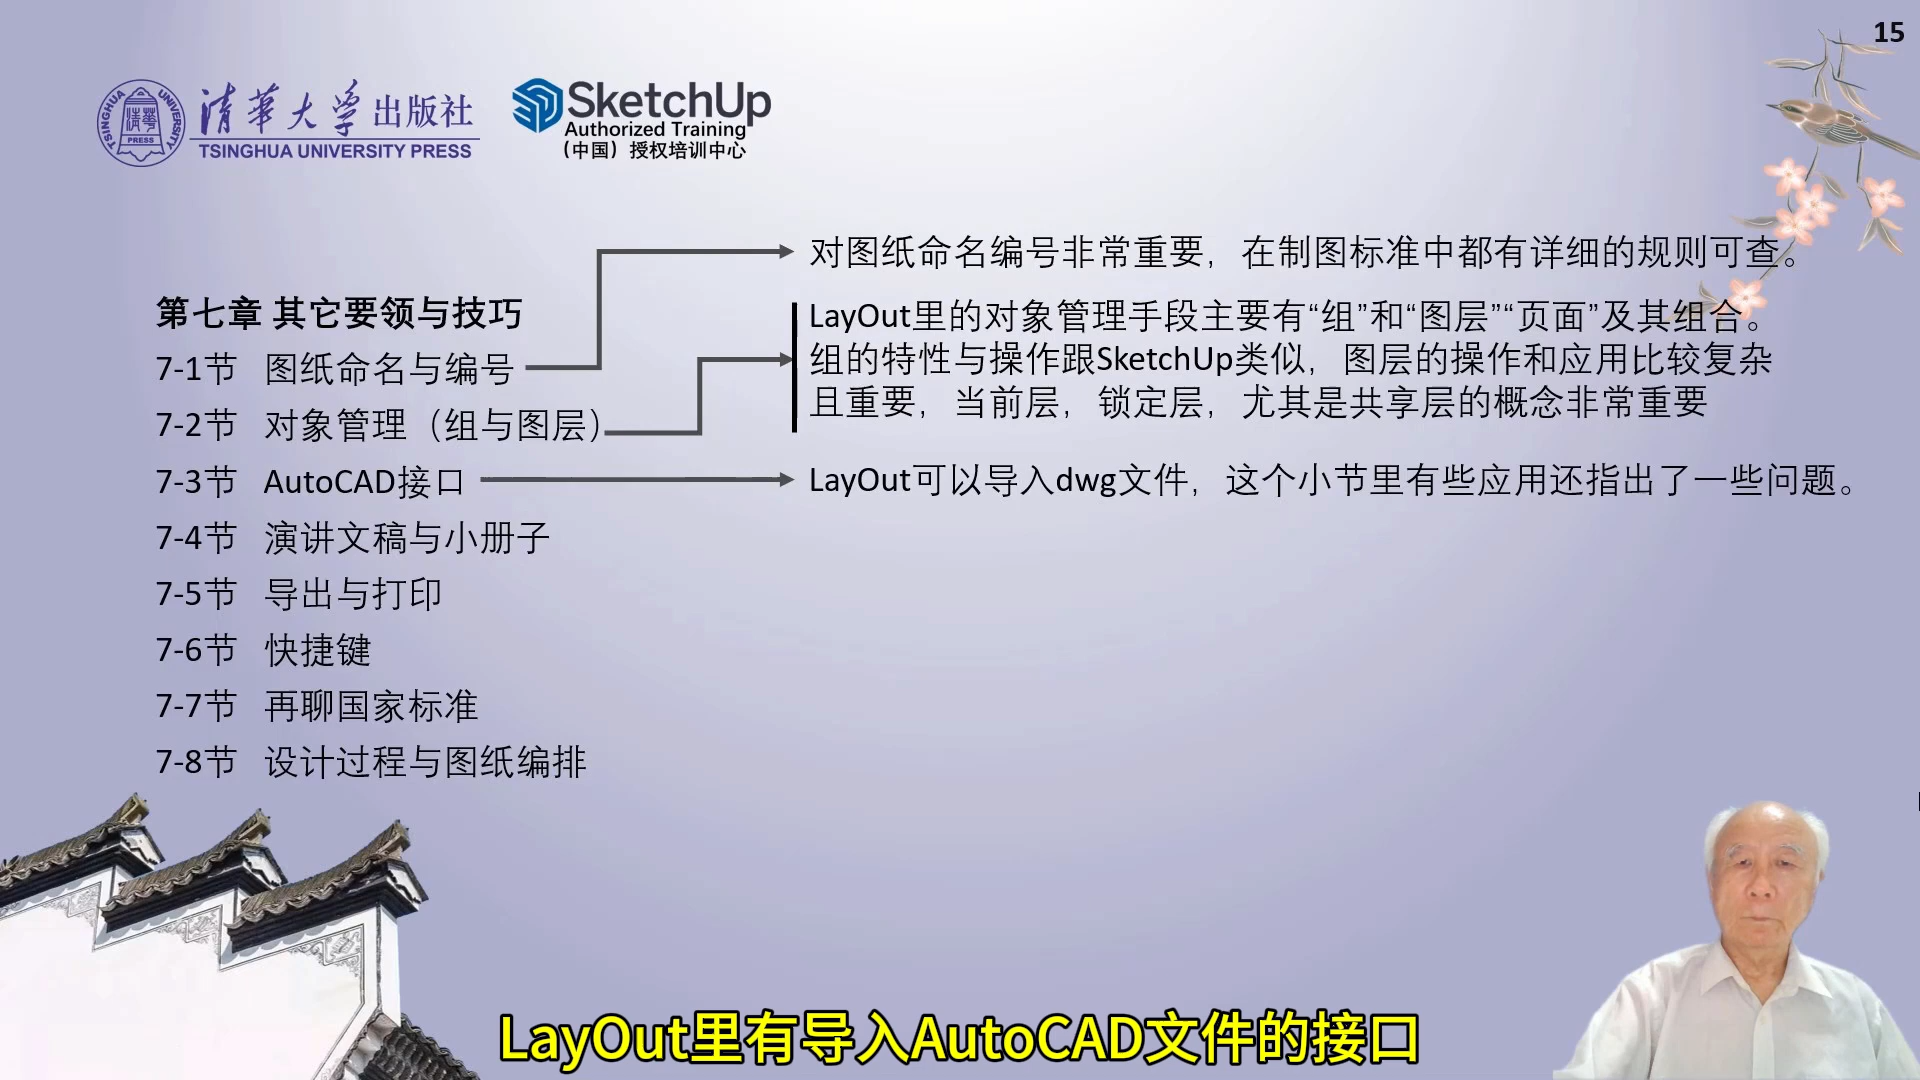 15
TSINGHUA UNIVERSITY
清華
PRESS
清華大学出版社
TSINGHUA UNIVERSITY PRESS
SketchUp
Authorized Training
（中国）授权培训中心
对图纸命名编号非常重要，在制图标准中都有详细的规则可查。
第七章 其它要领与技巧
LayOut里的对象管理手段主要有“组”和“图层”“页面”及其组合。
组的特性与操作跟SketchUp类似，图层的操作和应用比较复杂
且重要，当前层，锁定层，尤其是共享层的概念非常重要
7-1节 图纸命名与编号
7-2节 对象管理（组与图层）
7-3节 AutoCAD接口
LayOut可以导入dwg文件，这个小节里有些应用还指出了一些问题。
7-4节 演讲文稿与小册子
7-5节 导出与打印
7-6节 快捷键
7-7节 再聊国家标准
7-8节 设计过程与图纸编排
LayOut里有导入AutoCAD文件的接口